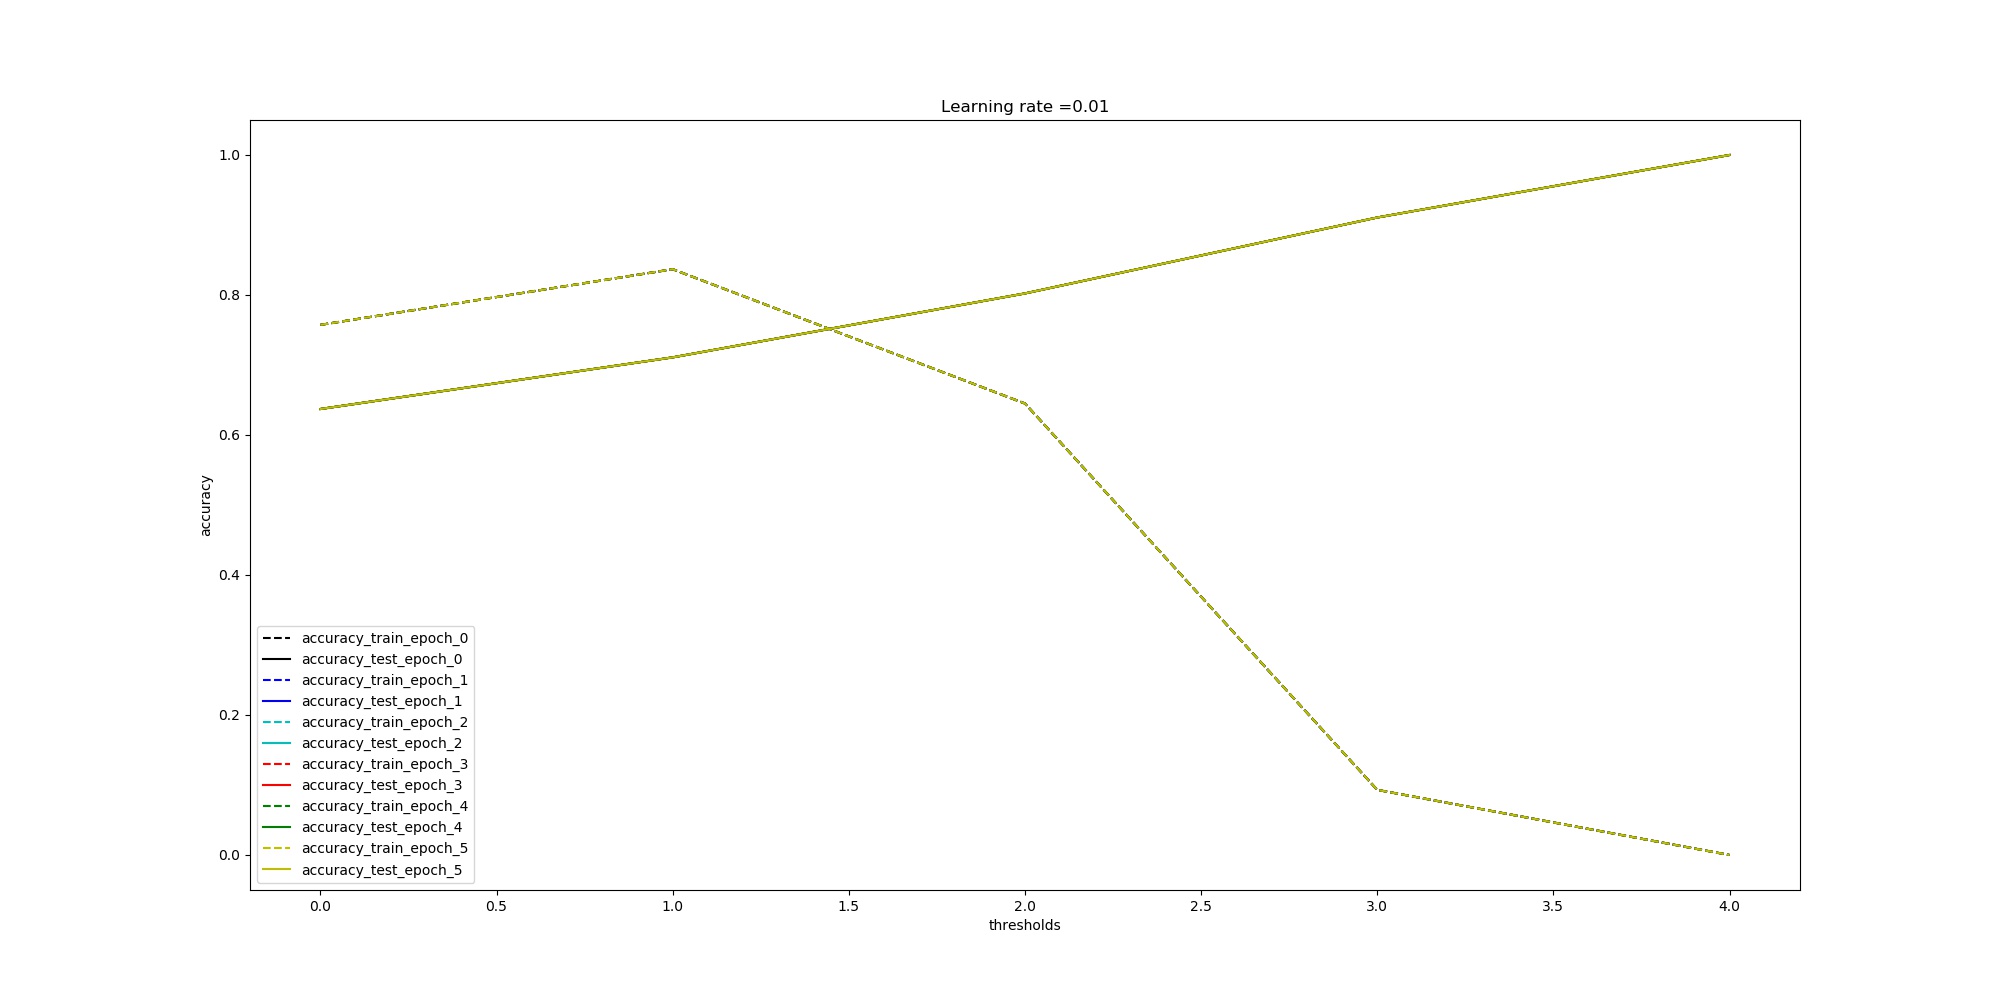 Learning rate =0.01
1.0
0.8
0.6
0.4
0.2
0.0
accuracy
accuracy_train_epoch_0
accuracy_test_epoch_0
accuracy_train_epoch_1
accuracy_test_epoch_1
accuracy_train_epoch_2
accuracy_test_epoch_2
accuracy_train_epoch_3
accuracy_test_epoch_3
accuracy_train_epoch_4
accuracy_test_epoch_4
accuracy_train_epoch_5
accuracy_test_epoch_5
0.0 0.5 1.0 1.5 2.0 2.5 3.0 3.5 4.0
thresholds